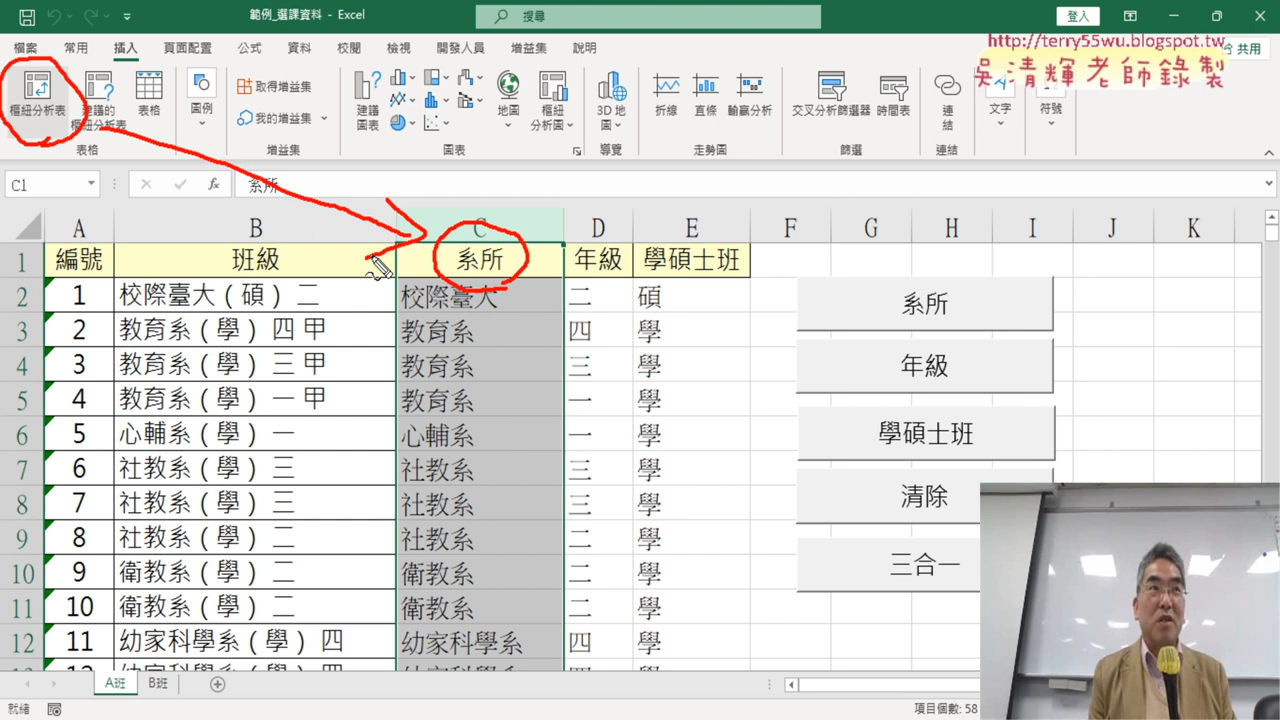 範例_選課資料 - Excel
搜尋
登入
檔案 常用 插入 頁面配置 公式 資料 校閱 檢視 開發人員 增益集 說明
共用
http://terry55wu.blogspot.tw
吳清輝老師錄製
樞紐分析表
建議的
樞紐分析表
表格
圖例
取得增益集
我的增益集
建議
圖表
地圖
樞紐
分析圖
3D 地
圖
折線 直條 輸贏分析
交叉分析篩選器 時間表
連
結
文字
符號
表格 增益集 圖表 導覽 走勢圖 篩選 連結
C1 fx 系所
A B C D E F G H I J K
1 編號 班級 系所 年級 學碩士班
2 1 校際臺大(碩) 二 校際臺大 二 碩
3 2 教育系(學) 四 甲 教育系 四 學
4 3 教育系(學) 三 甲 教育系 三 學
5 4 教育系(學) 一 甲 教育系 一 學
6 5 心輔系(學) 一 心輔系 一 學
7 6 社教系(學) 三 社教系 三 學
8 7 社教系(學) 三 社教系 三 學
9 8 社教系(學) 二 社教系 二 學
10 9 衛教系(學) 二 衛教系 二 學
11 10 衛教系(學) 二 衛教系 二 學
12 11 幼家科學系(學) 四 幼家科學系 四 學
系所
年級
學碩士班
清除
三合一
A班 B班
就緒
項目個數: 58